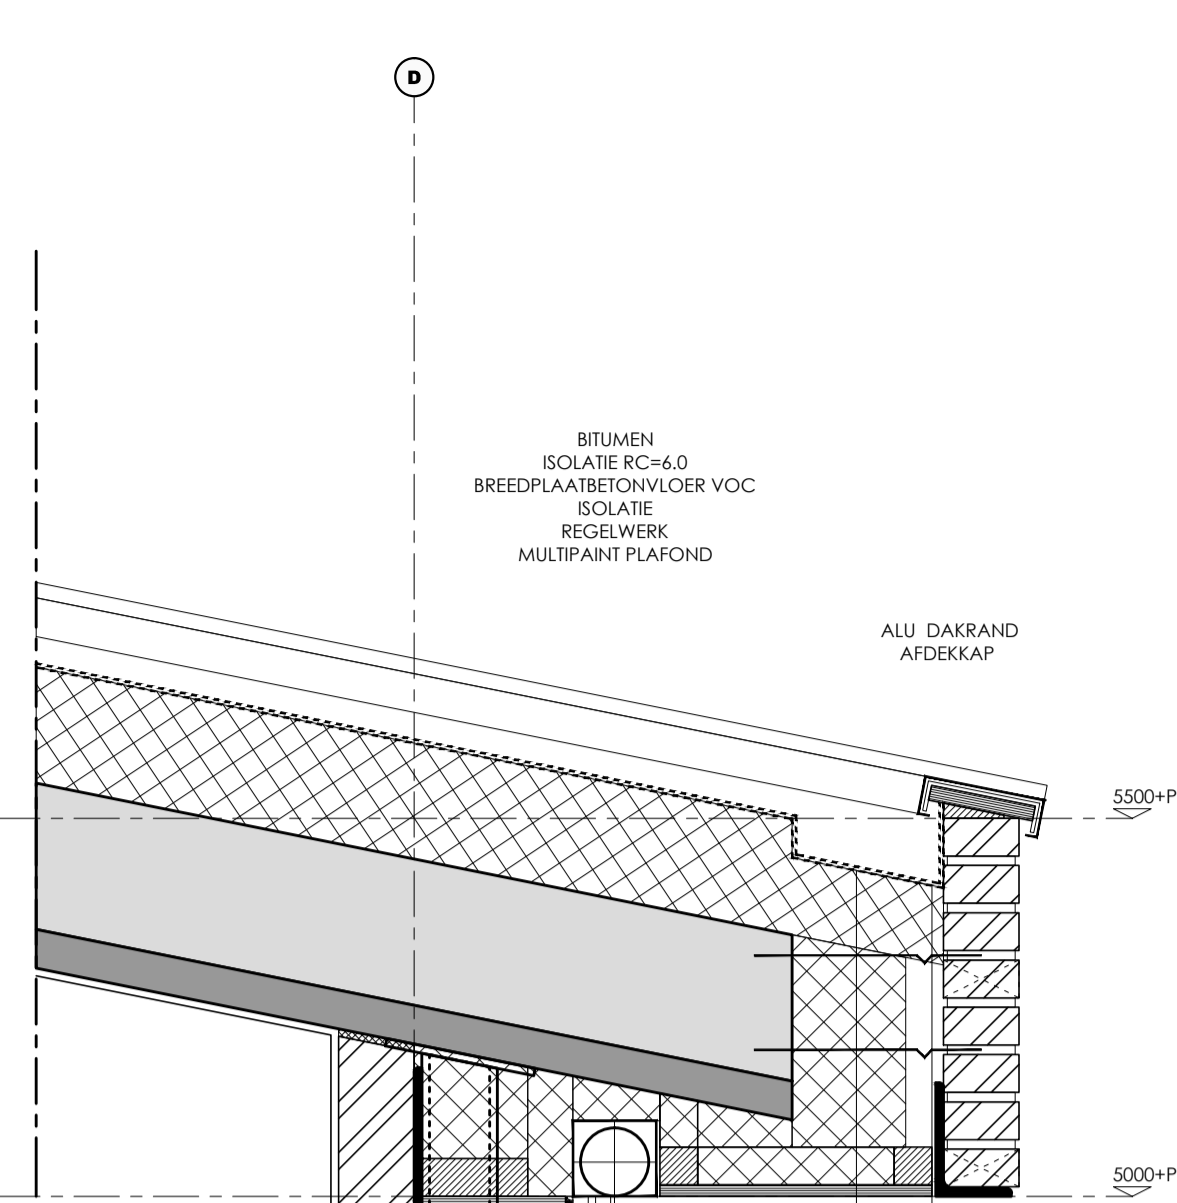 D
BITUMEN
ISOLATIE RC=6.0
BREEDPLAATBETONVLOER VOC
ISOLATIE
REGELWERK
MULTIPAINT PLAFOND
ALU DAKRAND
AFDEKKAP
5500+P
5000+P